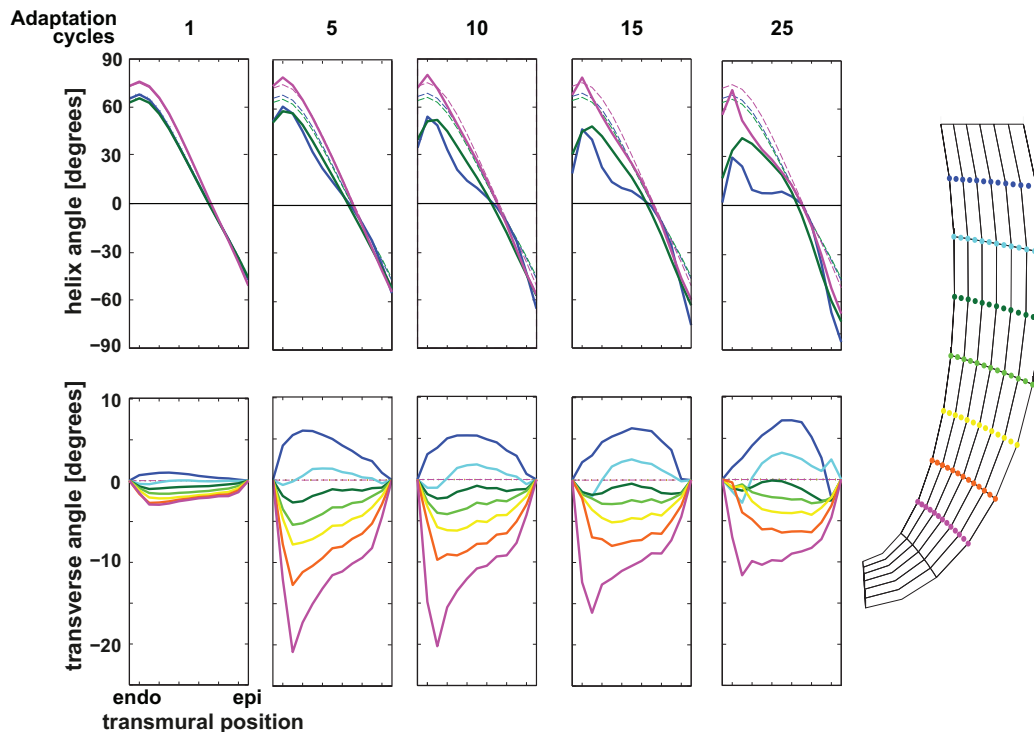 Adaptation
cycles
1 5 10 15 25
helix angle [degrees]
90
60
30
0
−30
−60
−90
transverse angle [degrees]
10
0
−10
−20
endo epi
transmural position